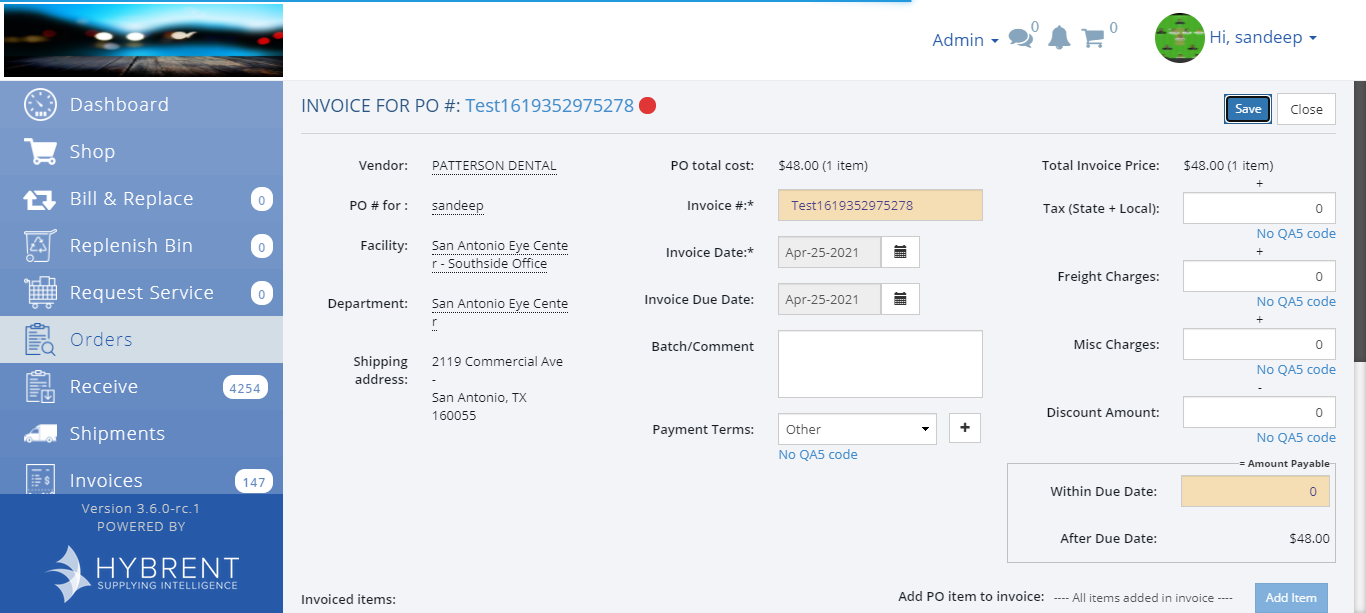 Admin
0
0
Hi, sandeep
Dashboard
Shop
Bill & Replace 0
Replenish Bin 0
Request Service 0
Orders
Receive 4254
Shipments
Invoices 147
Version 3.6.0-rc.1
POWERED BY
HYBRENT
SUPPLYING INTELLIGENCE
INVOICE FOR PO #: Test1619352975278
Save
Close
Vendor: PATTERSON DENTAL
PO # for : sandeep
Facility: San Antonio Eye Cente
r - Southside Office
Department: San Antonio Eye Cente
r
Shipping
address:
2119 Commercial Ave
-
San Antonio, TX
160055
PO total cost: $48.00 (1 item)
Invoice #:* Test1619352975278
Invoice Date:* Apr-25-2021
Invoice Due Date: Apr-25-2021
Batch/Comment
Payment Terms: Other +
No QA5 code
Total Invoice Price: $48.00 (1 item)
+
Tax (State + Local): 0
No QA5 code
+
Freight Charges: 0
No QA5 code
+
Misc Charges: 0
No QA5 code
-
Discount Amount: 0
No QA5 code
= Amount Payable
Within Due Date: 0
After Due Date: $48.00
Invoiced items:
Add PO item to invoice: ---- All items added in invoice ---- Add Item